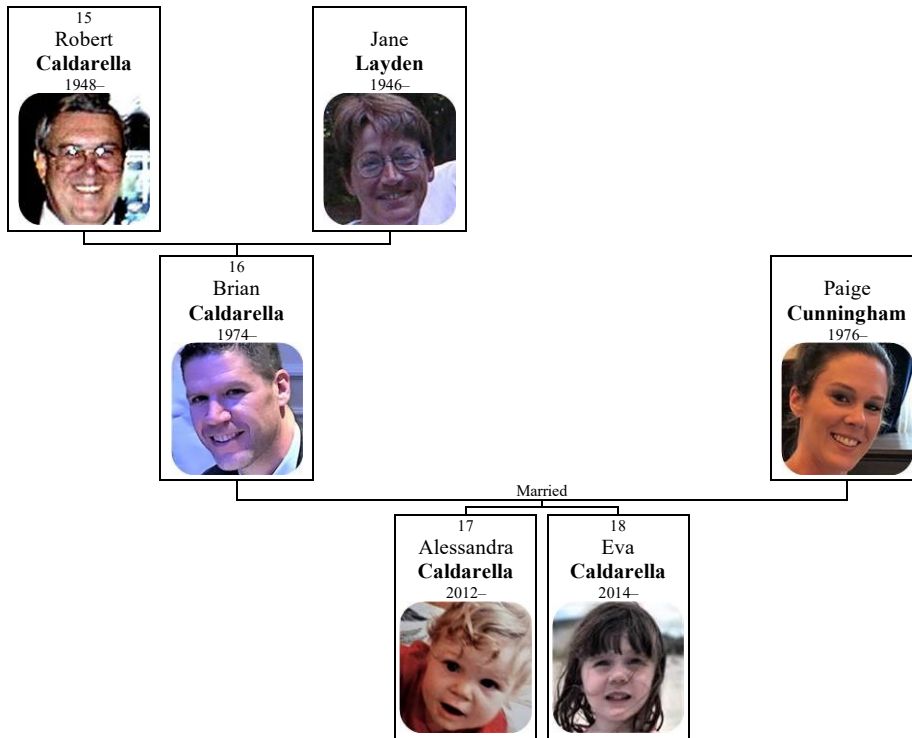 15
Robert
Caldarella
1948–
Jane
Layden
1946–
16
Brian
Caldarella
1974–
Paige
Cunningham
1976–
Married
17
Alessandra
Caldarella
2012–
18
Eva
Caldarella
2014–